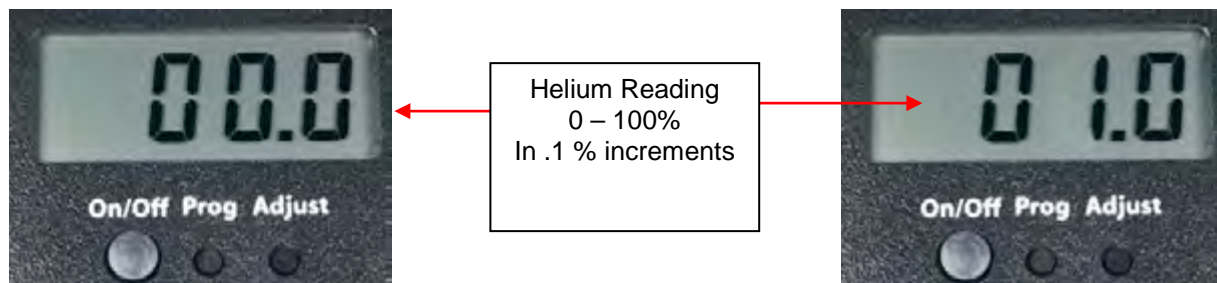 00.0
On/Off Prog Adjust
Helium Reading
0 – 100%
In .1 % increments
01.0
On/Off Prog Adjust